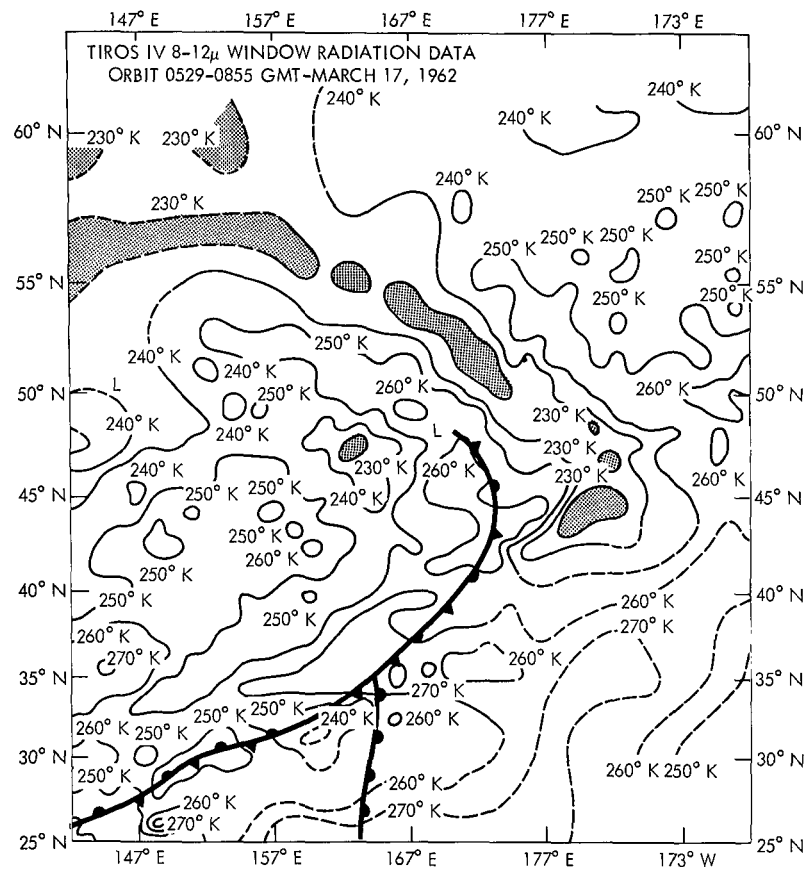 147° E 157° E 167° E 177° E 173° E
TIROS IV 8-12μ WINDOW RADIATION DATA
ORBIT 0529-0855 GMT-MARCH 17, 1962
240° K 240° K
240° K
60° N 60° N
230° K 230° K
240° K
250° K
250° K
230° K
250° K
250° K 250° K
250° K
55° N 55° N
250° K
250° K
250° K
240° K
240° K
260° K
L
260° K
50° N 50° N
250° K
240° K
230° K
240° K
L
230° K
240° K
230° K
260° K
230° K
260° K
240° K
250° K
45° N 45° N
250° K
250° K
260° K
250° K
40° N 40° N
250° K
250° K
260° K
260° K
270° K
270° K
260° K
35° N 35° N
270° K
250° K
250° K
260° K
250° K
240° K
260° K
30° N 30° N
250° K
260° K
260° K 250° K
260° K
270° K
270° K
25° N 25° N
147° E 157° E 167° E 177° E 173° W